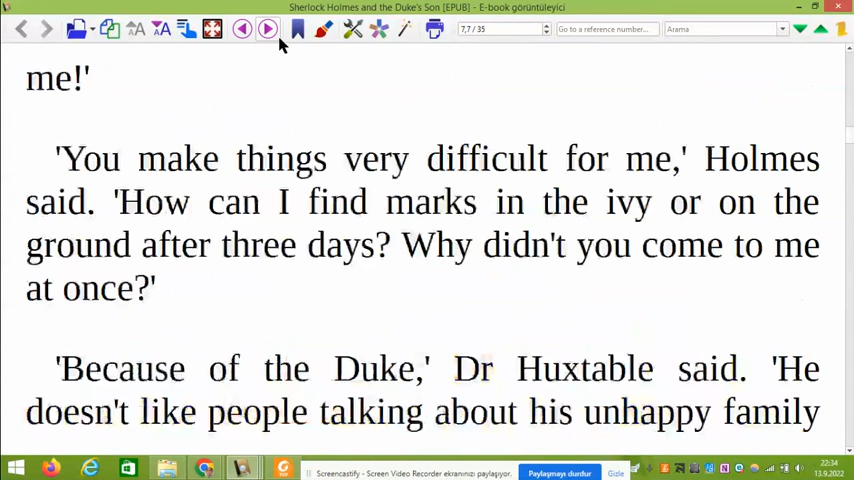 Sherlock Holmes and the Duke's Son [EPUB] - E-book görüntüleyici
7,7 / 35
Go to a reference number...
Arama
me!'
'You make things very difficult for me,' Holmes
said. 'How can I find marks in the ivy or on the
ground after three days? Why didn't you come to me
at once?'
'Because of the Duke,' Dr Huxtable said. 'He
doesn't like people talking about his unhappy family
Screencastify - Screen Video Recorder ekranınızı paylaşıyor.
Paylaşmayı durdur
Gizle
22:34
13.9.2022